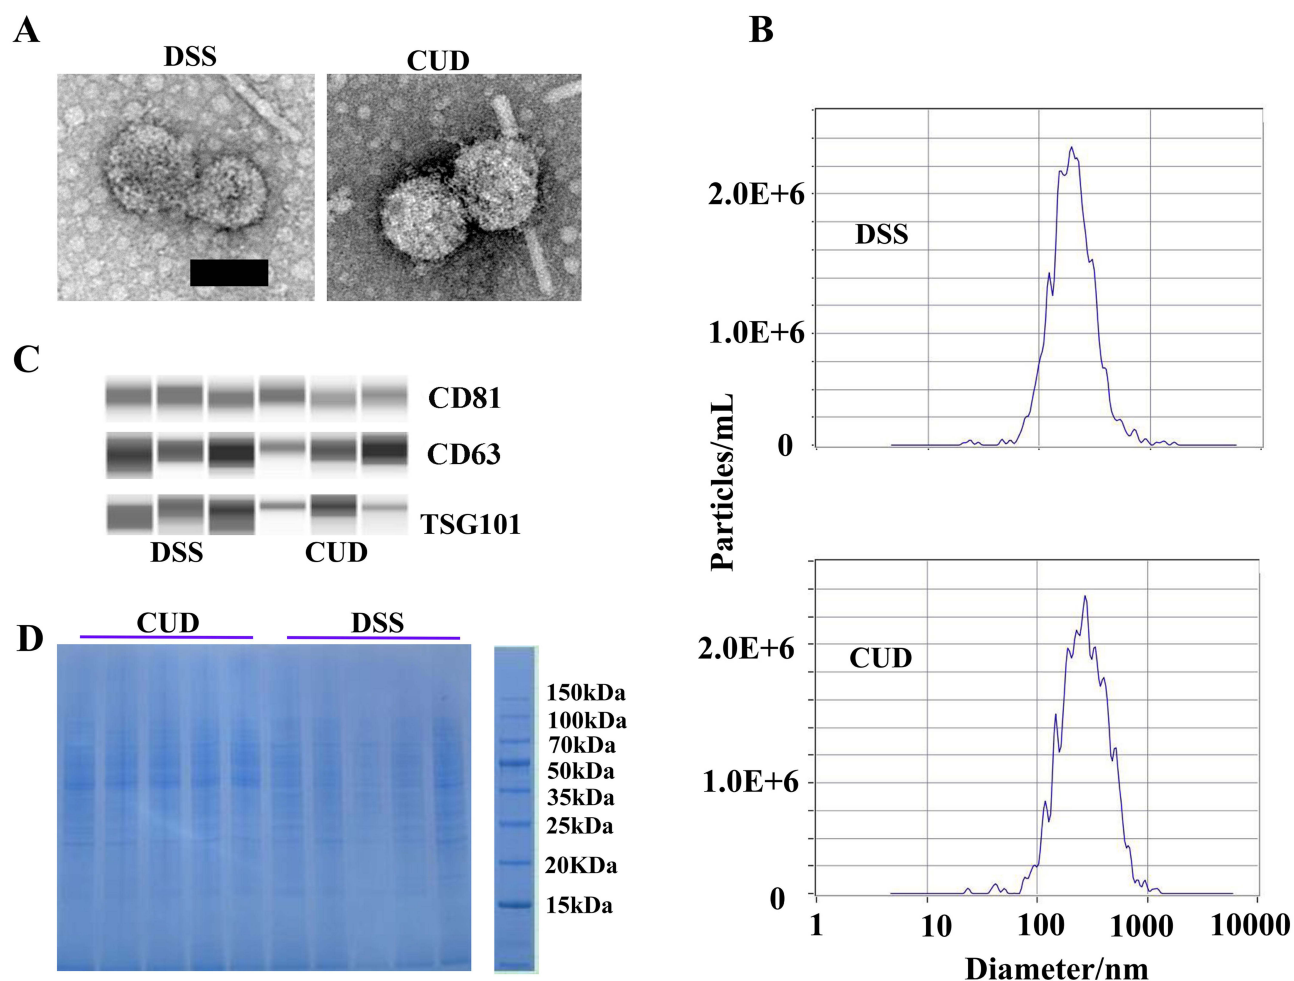 A
DSS
CUD
B
2.0E+6
DSS
1.0E+6
0
C
CD81
CD63
TSG101
DSS
CUD
Particles/mL
D
CUD
DSS
150kDa
100kDa
70kDa
50kDa
35kDa
25kDa
20KDa
15kDa
2.0E+6
CUD
1.0E+6
0
1 10 100 1000 10000
Diameter/nm